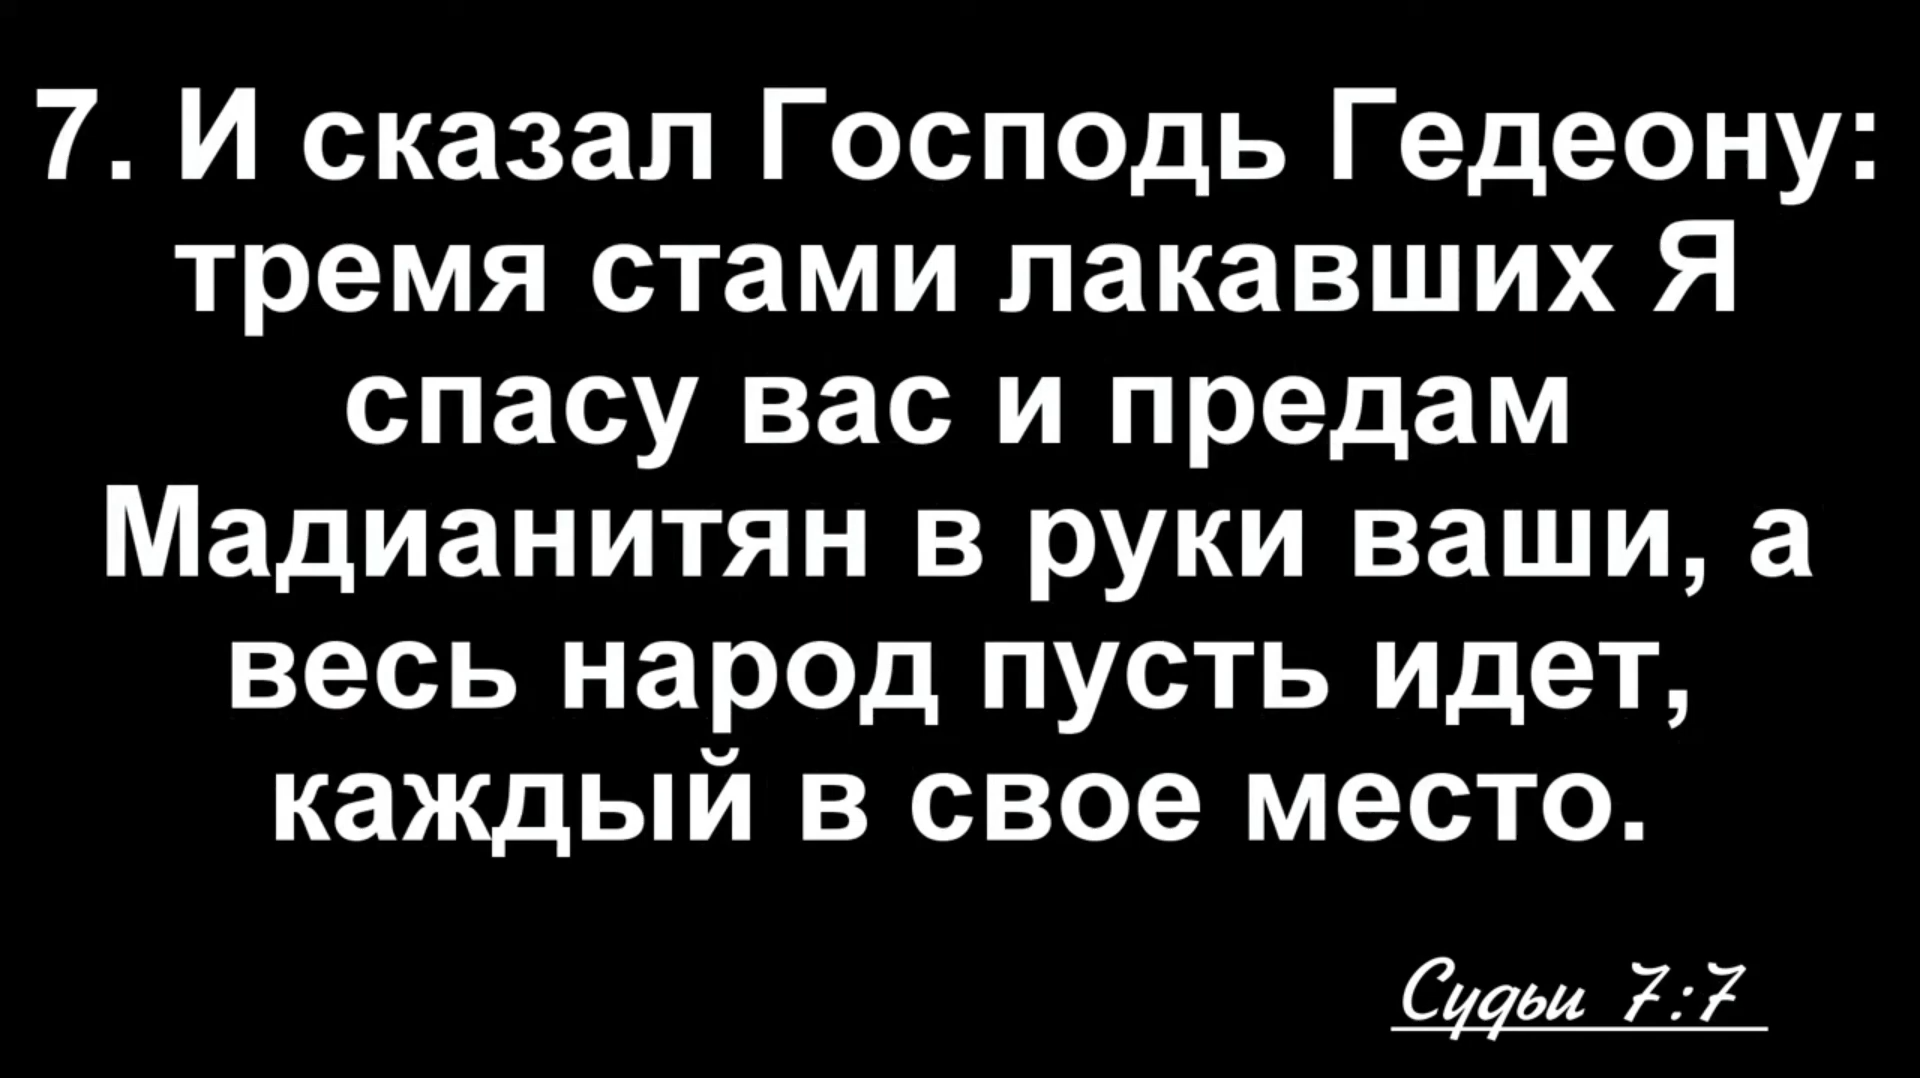 7. И сказал Господь Гедеону:
тремя стами лакавших Я
спасу вас и предам
Мадианитян в руки ваши, а
весь народ пусть идет,
каждый в свое место.
Судьи 7:7